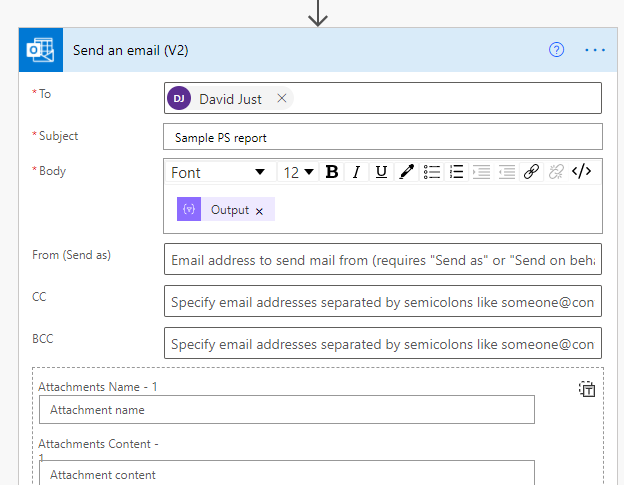 Send an email (V2)
* To
DJ David Just ×
* Subject
Sample PS report
* Body
Font 12 B I U </>
{v} Output ×
From (Send as)
Email address to send mail from (requires "Send as" or "Send on beha
CC
Specify email addresses separated by semicolons like someone@con
BCC
Specify email addresses separated by semicolons like someone@con
Attachments Name - 1
Attachment name
Attachments Content -
1
Attachment content